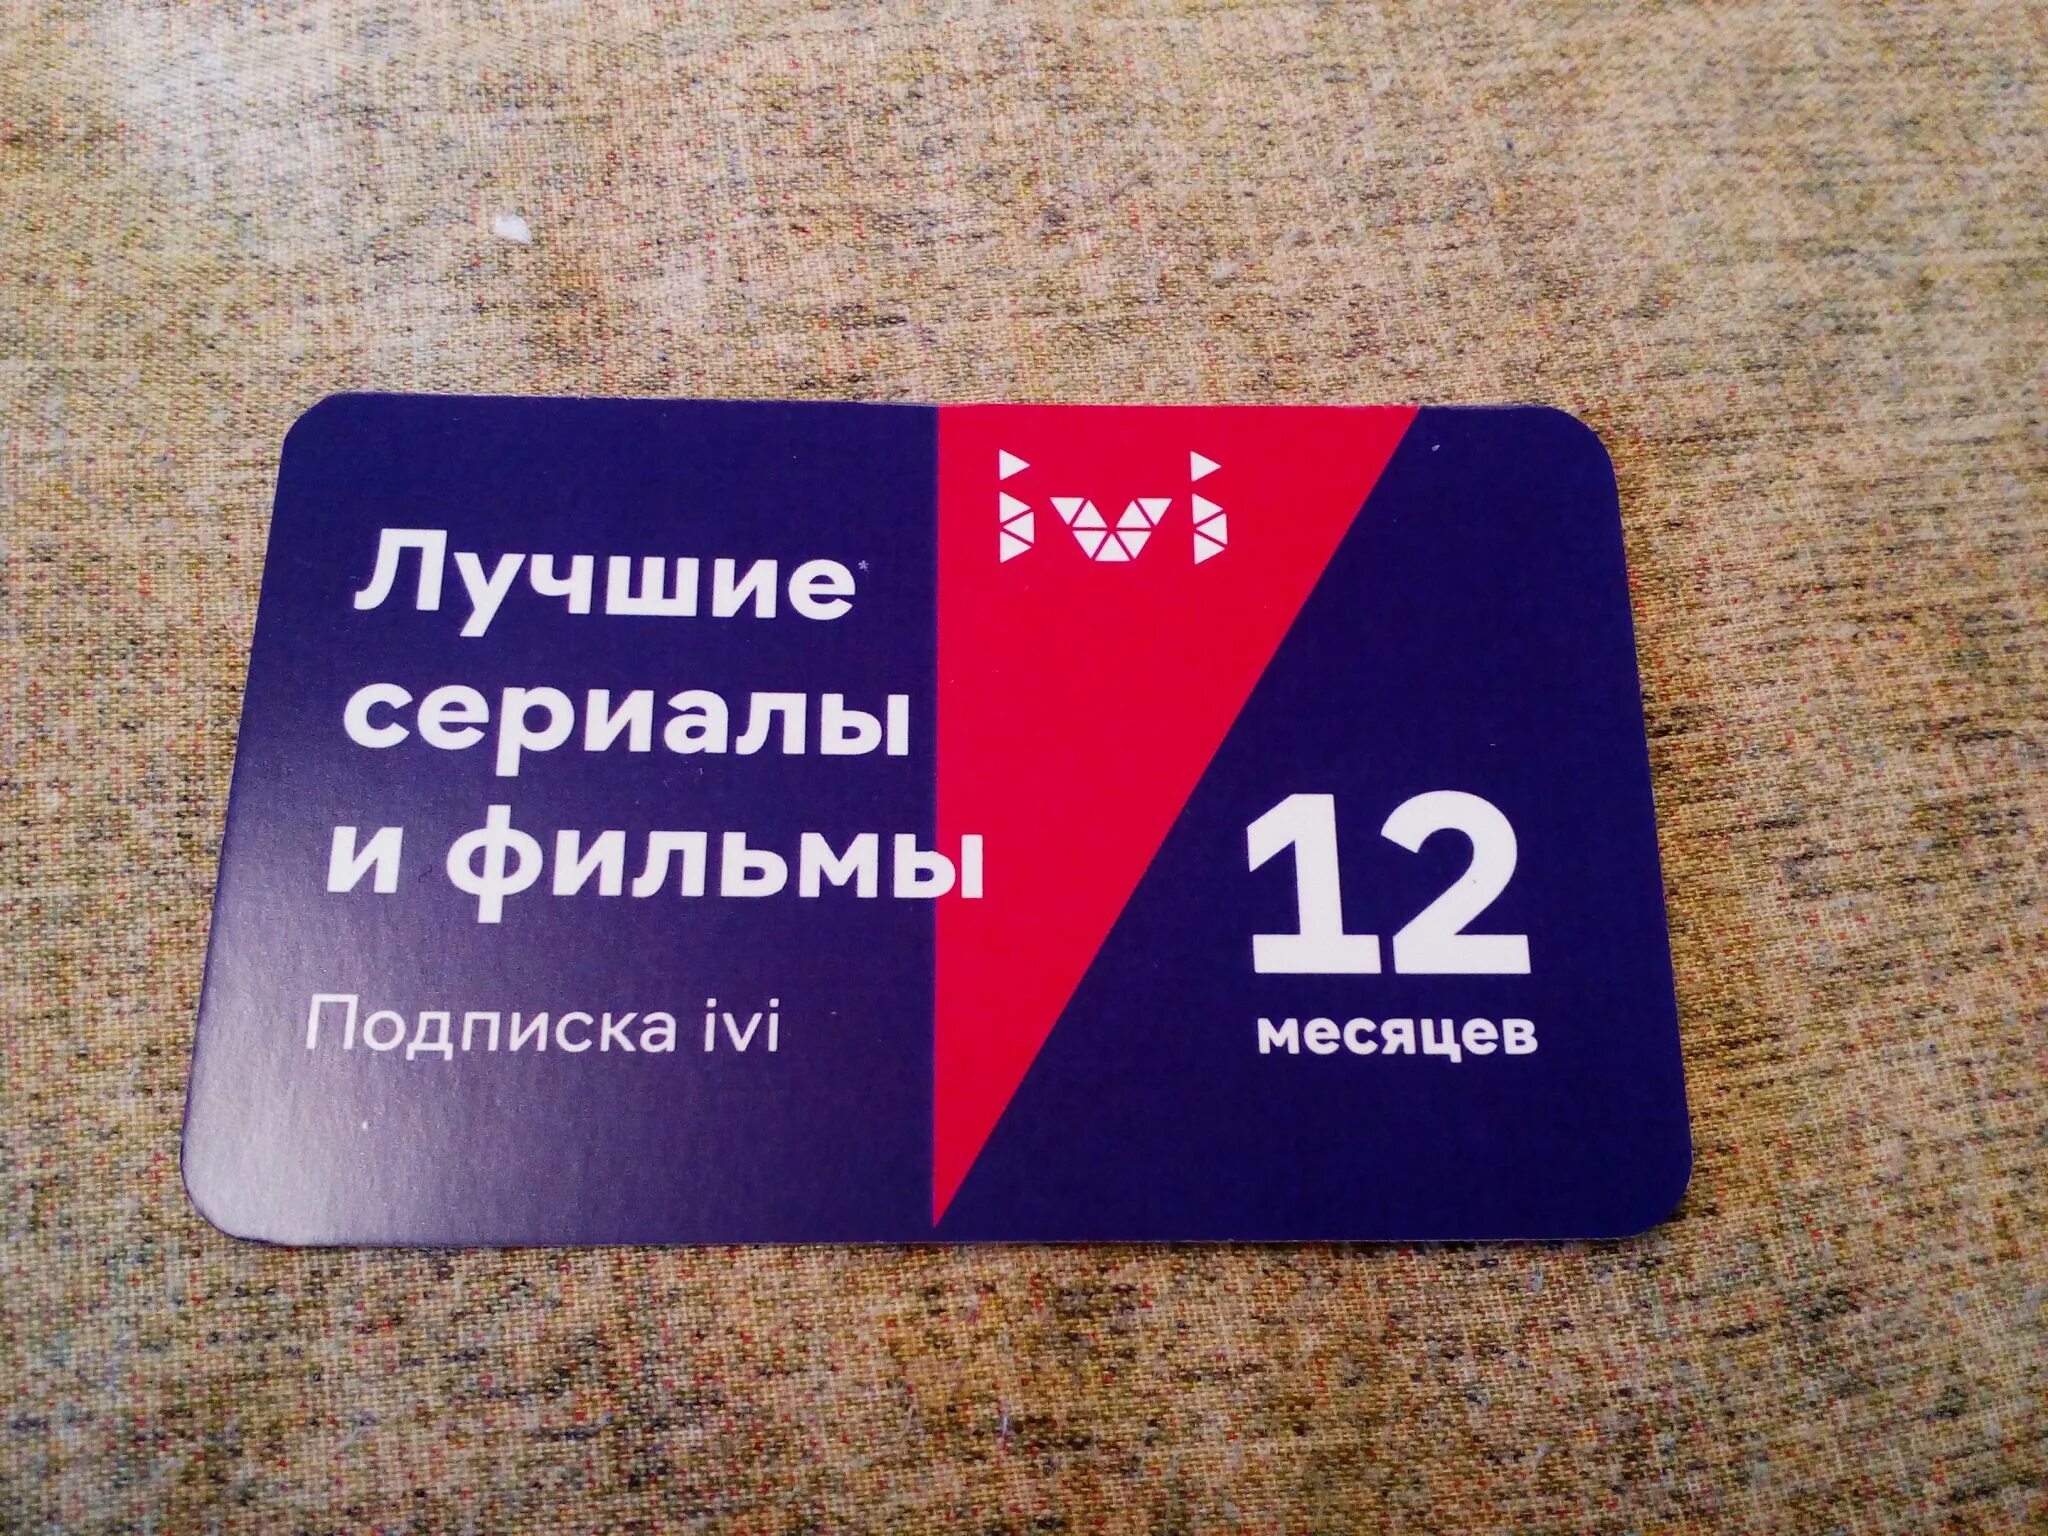 ivi
Лучшие*
сериалы
и фильмы
Подписка ivi
12
месяцев